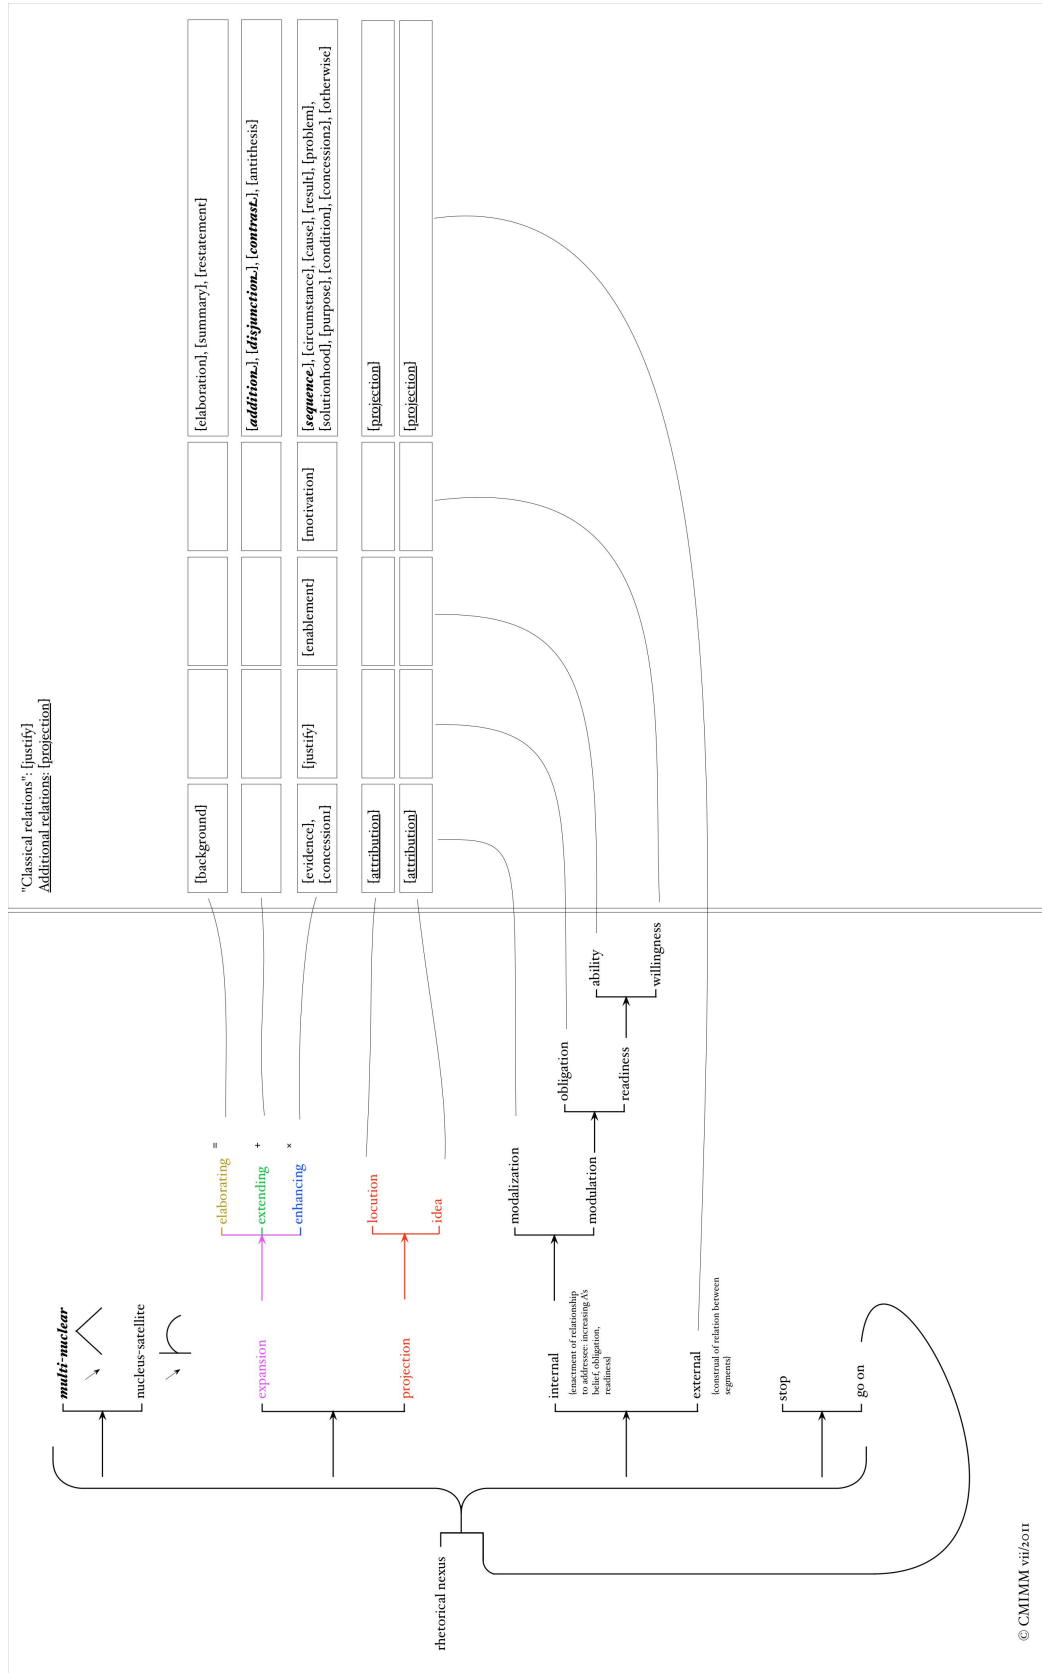 "Classical relations": [justify]
Additional relations: [projection]
multi-nuclear
nucleus-satellite
expansion
elaborating =
extending +
enhancing ×
[background]
[elaboration], [summary], [restatement]
[addition], [disjunction], [contrast], [antithesis]
[evidence],
[concession1]
[justify]
[enablement]
[motivation]
[sequence], [circumstance], [cause], [result], [problem],
[solutionhood], [purpose], [condition], [concession2], [otherwise]
projection
locution
idea
[attribution]
[projection]
[attribution]
[projection]
rhetorical nexus
internal
[enactment of relationship
to addressee: increasing A's
belief, obligation,
readiness]
modalization
modulation
obligation
readiness
ability
willingness
external
[construal of relation between
segments]
stop
go on
© CMIMM vii/2011